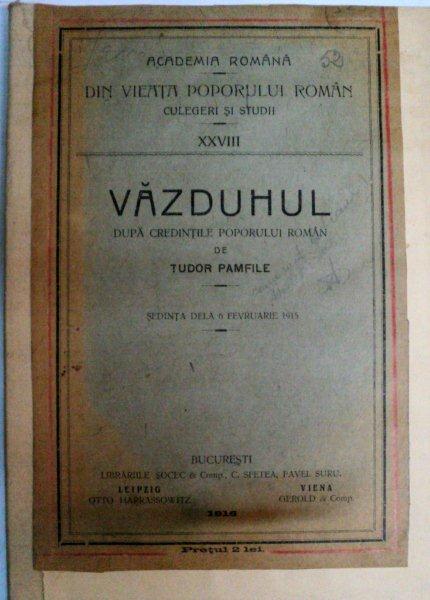 52
ACADEMIA ROMÂNĂ
DIN VIEAȚA POPORULUI ROMÂN
CULEGERI ȘI STUDII
XXVIII
VĂZDUHUL
DUPĂ CREDINȚILE POPORULUI ROMÂN
DE
TUDOR PAMFILE
ȘEDINȚA DELA 6 FEVRUARIE 1915
BUCUREȘTI
LIBRĂRIILE SOCEC & Comp., C. SFETEA, PAVEL SURU.
LEIPZIG VIENA
OTTO HARRASSOWITZ GEROLD & Comp.
1916
Prețul 2 lei.